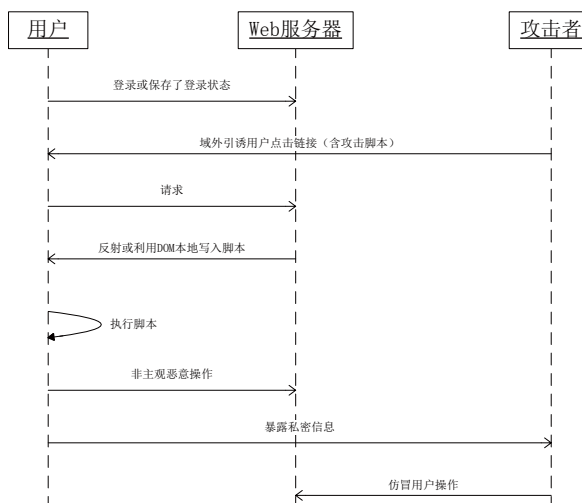 用户
Web服务器
攻击者
登录或保存了登录状态
域外引诱用户点击链接（含攻击脚本）
请求
反射或利用DOM本地写入脚本
执行脚本
非主观恶意操作
暴露私密信息
仿冒用户操作